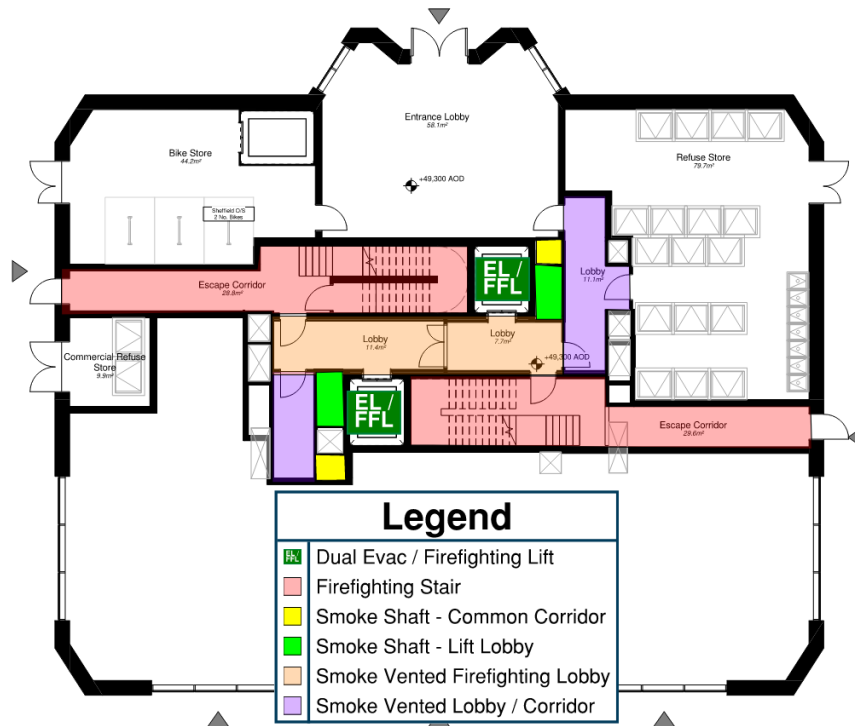 Entrance Lobby
58.1m²
Bike Store
44.2m²
Refuse Store
79.7m²
+49,300 AOD
Sheffield O/S
2 No. Bikes
EL /
FFL
Lobby
11.1m²
Escape Corridor
28.8m²
Lobby
11.4m²
Lobby
7.7m²
+49,300 AOD
Commercial Refuse
Store
9.9m²
EL /
FFL
Escape Corridor
29.6m²
Legend
EL /
FFL
Dual Evac / Firefighting Lift
Firefighting Stair
Smoke Shaft - Common Corridor
Smoke Shaft - Lift Lobby
Smoke Vented Firefighting Lobby
Smoke Vented Lobby / Corridor